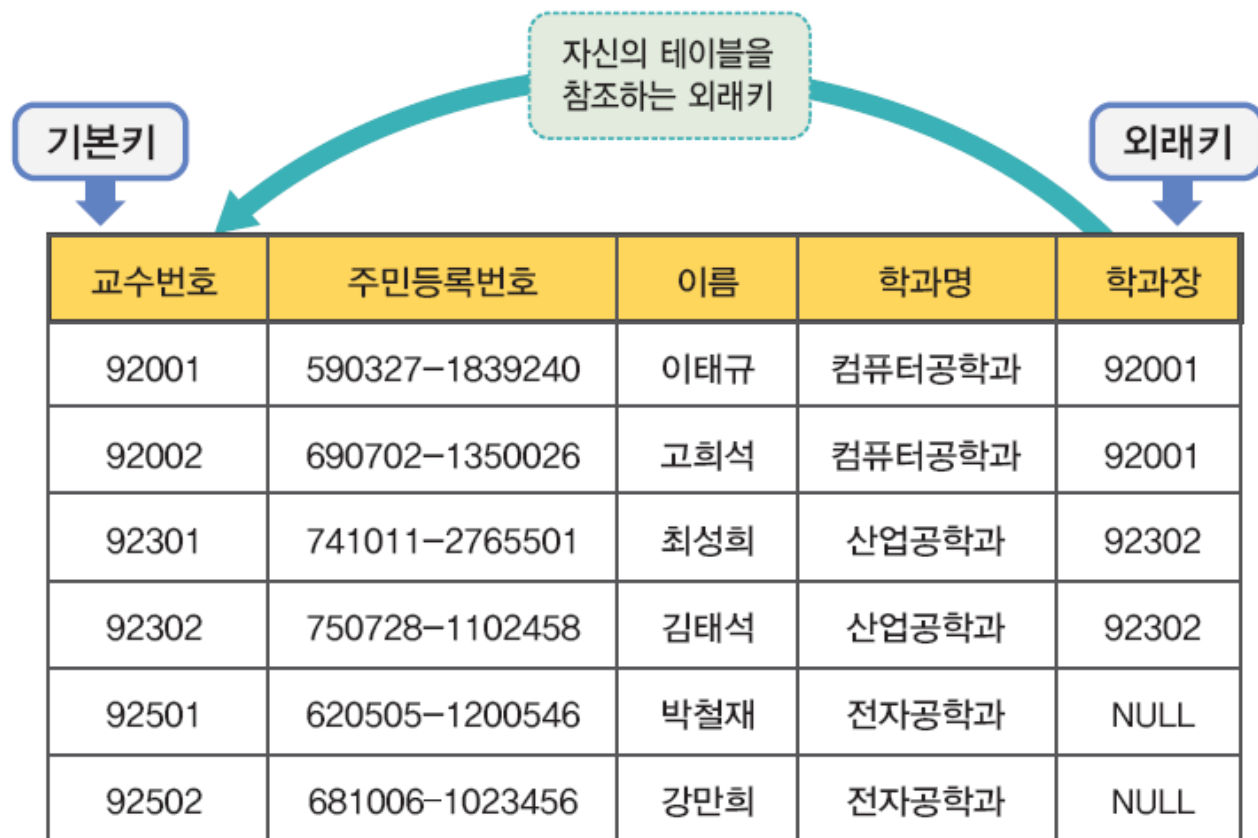 자신의 테이블을
참조하는 외래키
기본키
외래키
교수번호 주민등록번호 이름 학과명 학과장
92001 590327-1839240 이태규 컴퓨터공학과 92001
92002 690702-1350026 고희석 컴퓨터공학과 92001
92301 741011-2765501 최성희 산업공학과 92302
92302 750728-1102458 김태석 산업공학과 92302
92501 620505-1200546 박철재 전자공학과 NULL
92502 681006-1023456 강만희 전자공학과 NULL